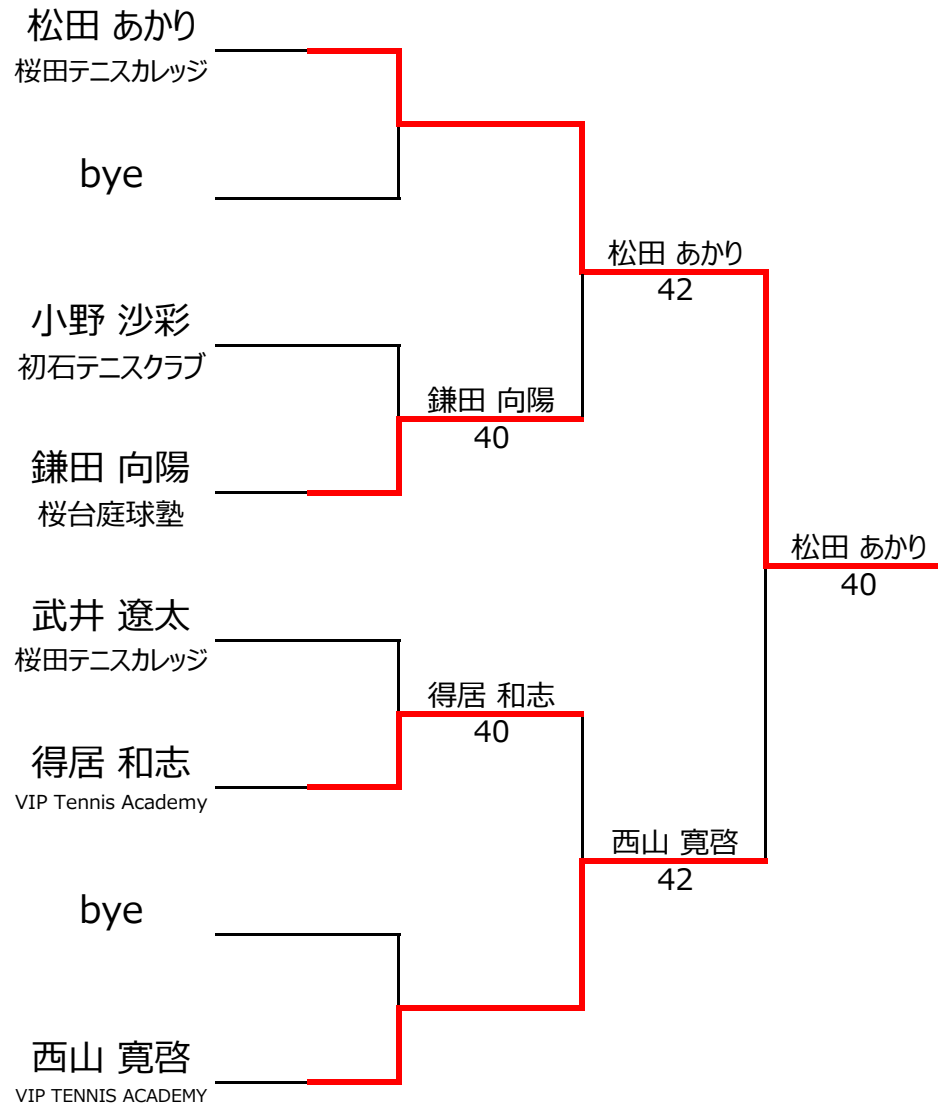 松田 あかり
桜田テニスカレッジ
bye
小野 沙彩
初石テニスクラブ
鎌田 向陽
桜台庭球塾
武井 遼太
桜田テニスカレッジ
得居 和志
VIP Tennis Academy
bye
西山 寛啓
VIP TENNIS ACADEMY
鎌田 向陽
40
得居 和志
40
松田 あかり
42
西山 寛啓
42
松田 あかり
40